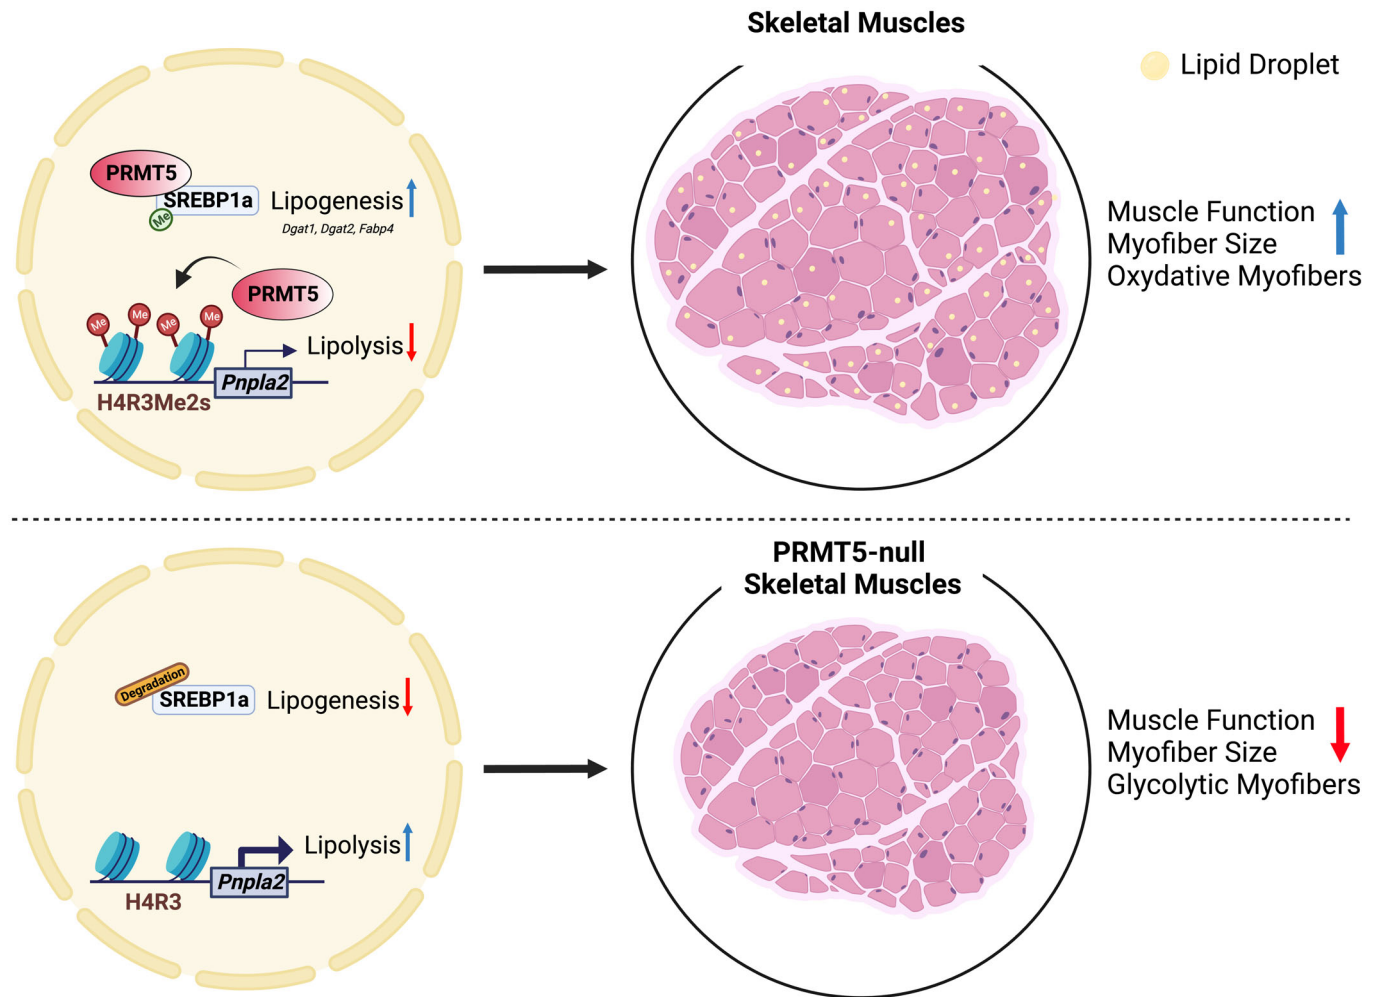 Skeletal Muscles
Lipid Droplet
PRMT5
SREBP1a
Me
Lipogenesis
Dgat1, Dgat2, Fabp4
PRMT5
Me
Me
Me
Me
Lipolysis
Pnpla2
H4R3Me2s
Muscle Function
Myofiber Size
Oxydative Myofibers
PRMT5-null
Skeletal Muscles
Degradation
SREBP1a
Lipogenesis
Lipolysis
Pnpla2
H4R3
Muscle Function
Myofiber Size
Glycolytic Myofibers